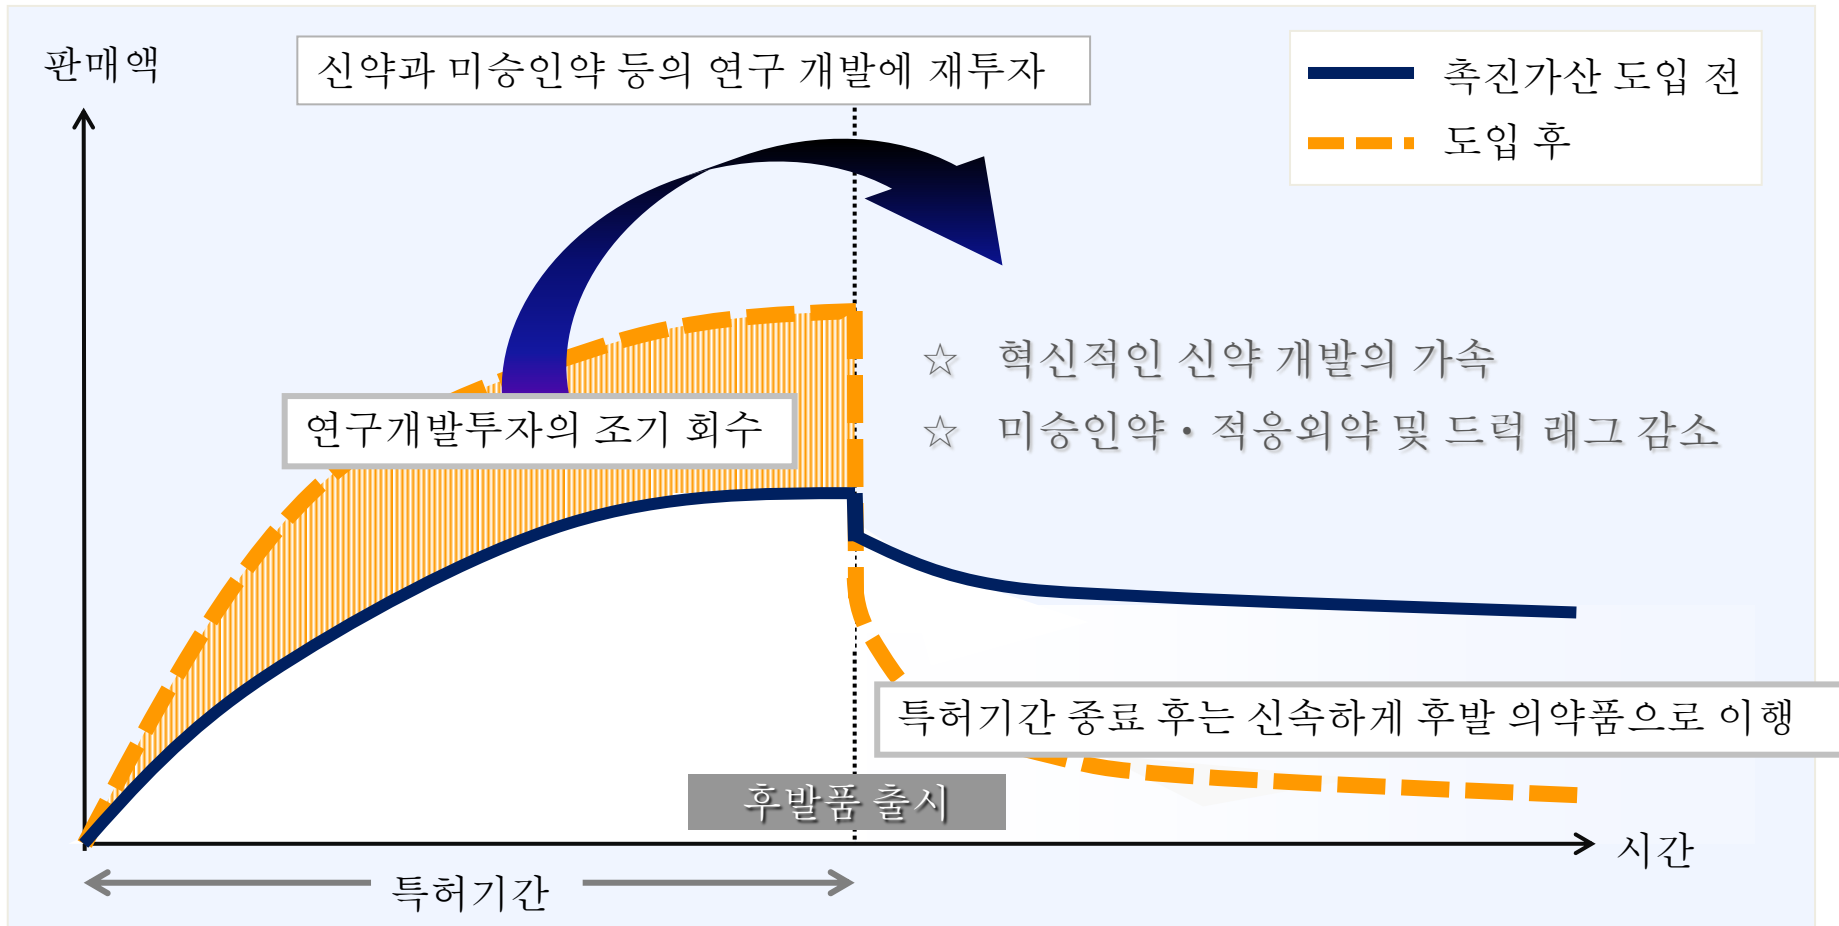 판매액
신약과 미승인약 등의 연구 개발에 재투자
촉진가산 도입 전
도입 후
☆ 혁신적인 신약 개발의 가속
☆ 미승인약・적응외약 및 드럭 래그 감소
연구개발투자의 조기 회수
특허기간 종료 후는 신속하게 후발 의약품으로 이행
후발품 출시
시간
특허기간